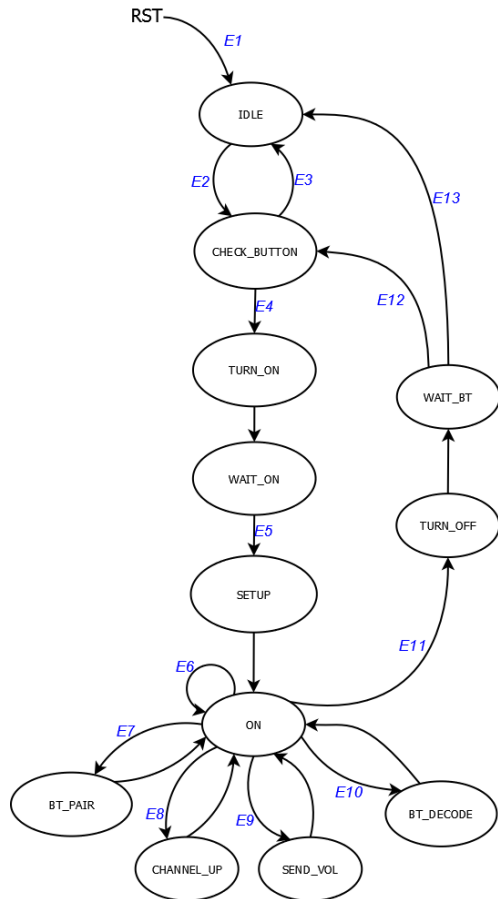 RST
E1
IDLE
E2
E3
E13
CHECK_BUTTON
E12
E4
TURN_ON
WAIT_BT
WAIT_ON
TURN_OFF
E5
SETUP
E11
E6
ON
E7
E10
BT_PAIR
E8
E9
BT_DECODE
CHANNEL_UP
SEND_VOL